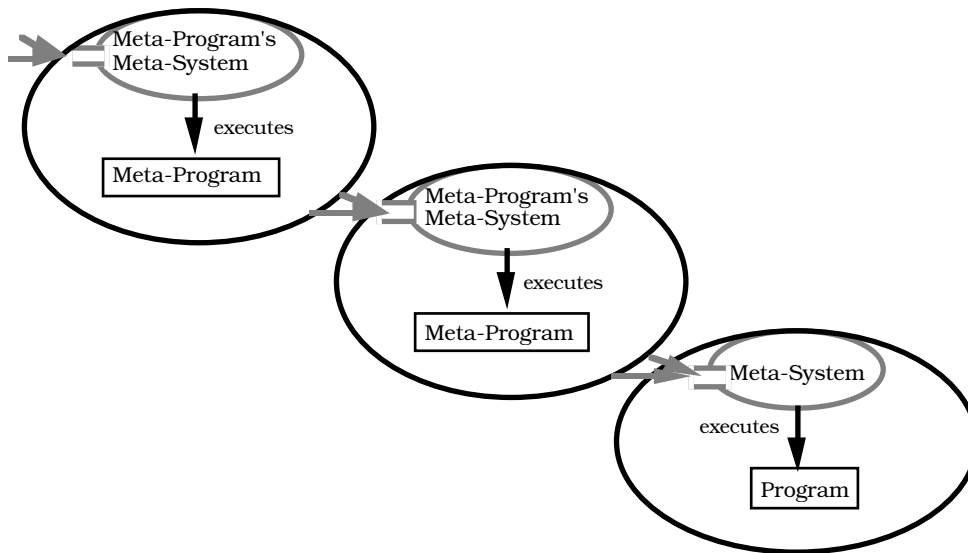 Meta-Program's
Meta-System
executes
Meta-Program
Meta-Program's
Meta-System
executes
Meta-Program
Meta-System
executes
Program